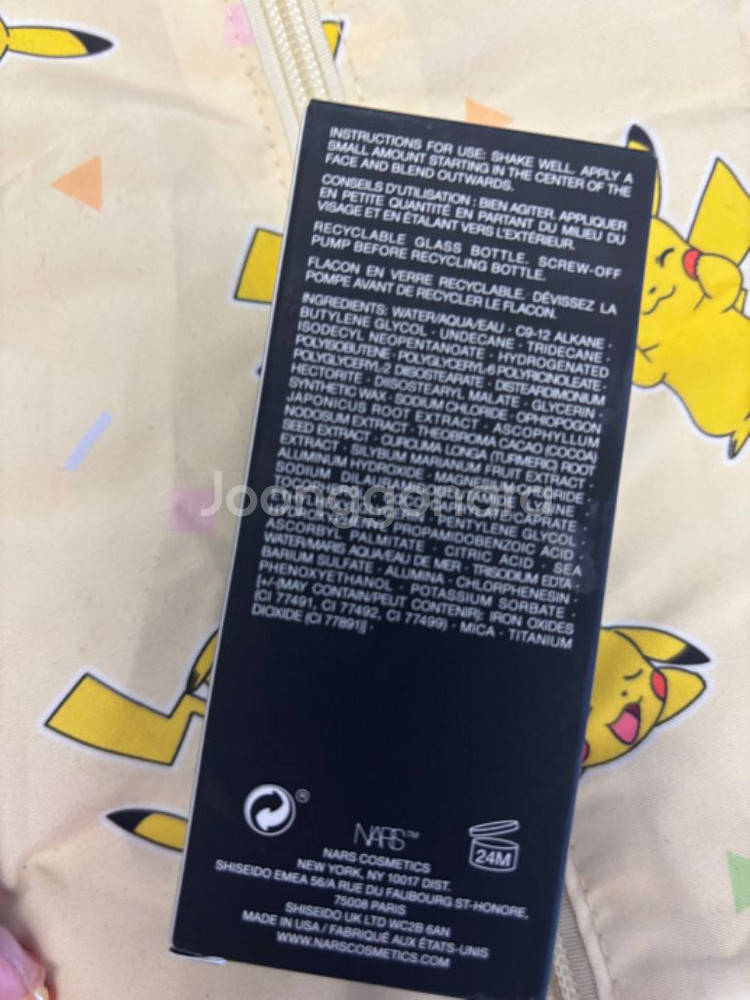 INSTRUCTIONS FOR USE: SHAKE WELL. APPLY A
SMALL AMOUNT STARTING IN THE CENTER OF THE
FACE AND BLEND OUTWARDS.
CONSEILS D'UTILISATION : BIEN AGITER. APPLIQUER
EN PETITE QUANTITÉ EN PARTANT DU MILIEU DU
VISAGE ET EN ÉTALANT VERS L'EXTÉRIEUR.
RECYCLABLE GLASS BOTTLE. SCREW-OFF
PUMP BEFORE RECYCLING BOTTLE.
FLACON EN VERRE RECYCLABLE. DÉVISSEZ LA
POMPE AVANT DE RECYCLER LE FLACON.
INGREDIENTS: WATER/AQUA/EAU · C9-12 ALKANE ·
BUTYLENE GLYCOL · UNDECANE · TRIDECANE ·
ISODECYL NEOPENTANOATE · HYDROGENATED
POLYISOBUTENE · POLYGLYCERYL-6 POLYRICINOLEATE ·
POLYGLYCERYL-2 DIISOSTEARATE · DISTEARDIMONIUM
HECTORITE · DIISOSTEARYL MALATE · GLYCERIN ·
SYNTHETIC WAX · SODIUM CHLORIDE · OPHIOPOGON
JAPONICUS ROOT EXTRACT · ASCOPHYLLUM
NODOSUM EXTRACT · THEOBROMA CACAO (COCOA)
SEED EXTRACT · CURCUMA LONGA (TURMERIC) ROOT
EXTRACT · SILYBUM MARIANUM FRUIT EXTRACT ·
ALUMINUM HYDROXIDE · MAGNESIUM CHLORIDE ·
SODIUM
Joonggonara
PENTYLENE GLYCOL ·
PROPAMIDOBENZOIC ACID ·
ASCORBYL PALMITATE · CITRIC ACID · SEA
WATER/MARIS AQUA/EAU DE MER · TRISODIUM EDTA ·
BARIUM SULFATE · ALUMINA · CHLORPHENESIN ·
PHENOXYETHANOL · POTASSIUM SORBATE ·
[+/-(MAY CONTAIN/PEUT CONTENIR): IRON OXIDES
(CI 77491, CI 77492, CI 77499) · MICA · TITANIUM
DIOXIDE (CI 77891)] ·
®
NARS™
24M
NARS COSMETICS
NEW YORK, NY 10017 DIST.
SHISEIDO EMEA 56/A RUE DU FAUBOURG ST-HONORE,
75008 PARIS
SHISEIDO UK LTD WC2B 6AN
MADE IN USA / FABRIQUÉ AUX ÉTATS-UNIS
WWW.NARSCOSMETICS.COM